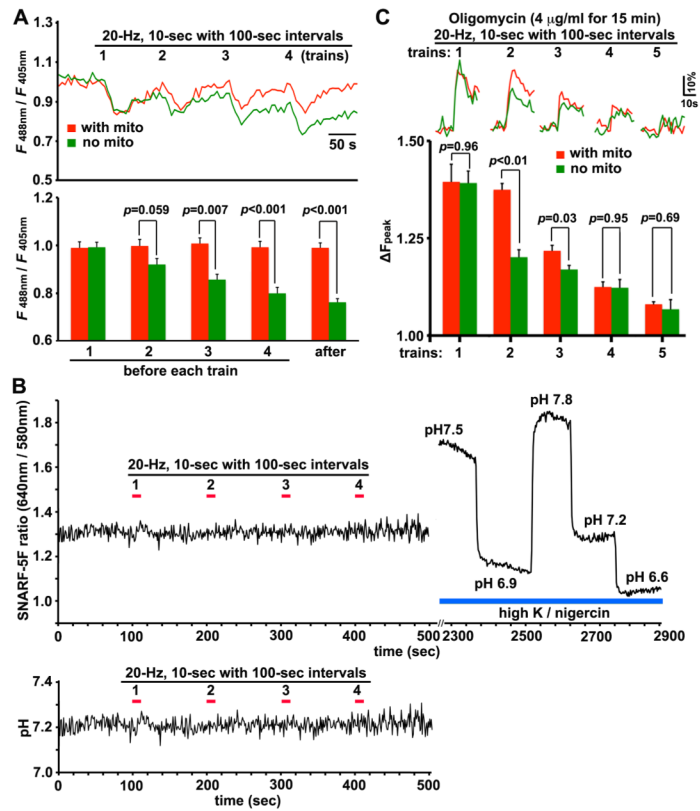 A
20-Hz, 10-sec with 100-sec intervals
1 2 3 4 (trains)
F 488nm / F 405nm
1.3
1.1
0.9
0.7
0.5
with mito
no mito
50 s
F 488nm / F 405nm
1.2
1.0
0.8
0.6
p=0.059
p=0.007
p<0.001
p<0.001
1 2 3 4 after
before each train
C
Oligomycin (4 μg/ml for 15 min)
20-Hz, 10-sec with 100-sec intervals
trains: 1 2 3 4 5
10%
10s
ΔFpeak
1.50
1.25
1.00
with mito
no mito
p=0.96
p<0.01
p=0.03
p=0.95
p=0.69
trains: 1 2 3 4 5
B
SNARF-5F ratio (640nm / 580nm)
1.8
1.6
1.4
1.2
1.0
20-Hz, 10-sec with 100-sec intervals
1 2 3 4
pH7.5
pH 6.9
pH 7.8
pH 7.2
pH 6.6
high K / nigercin
0 100 200 300 400 500 2300 2500 2700 2900
time (sec)
20-Hz, 10-sec with 100-sec intervals
1 2 3 4
pH
7.4
7.2
7.0
0 100 200 300 400 500
time (sec)